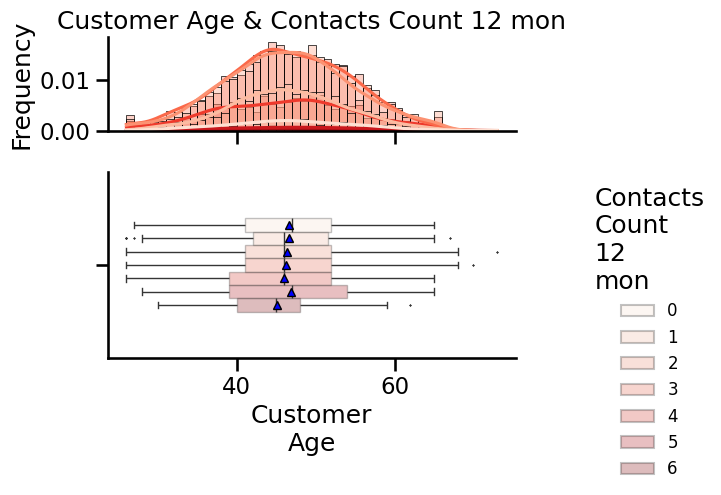 Customer Age & Contacts Count 12 mon
Frequency
0.01
0.00
Contacts
Count
12
mon
0
1
2
3
4
5
6
40
60
Customer
Age